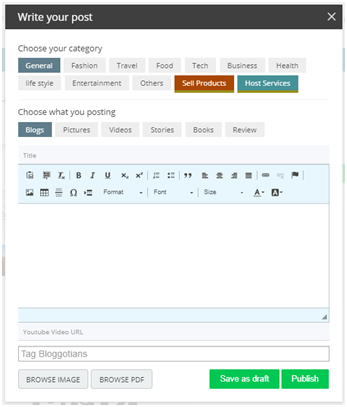 Write your post ×
Choose your category
General Fashion Travel Food Tech Business Health
life style Entertainment Others Sell Products Host Services
Choose what you posting
Blogs Pictures Videos Stories Books Review
Title
B I U x₂ x² Ω
Format Font Size A A
Youtube Video URL
Tag Bloggotians
BROWSE IMAGE BROWSE PDF Save as draft Publish